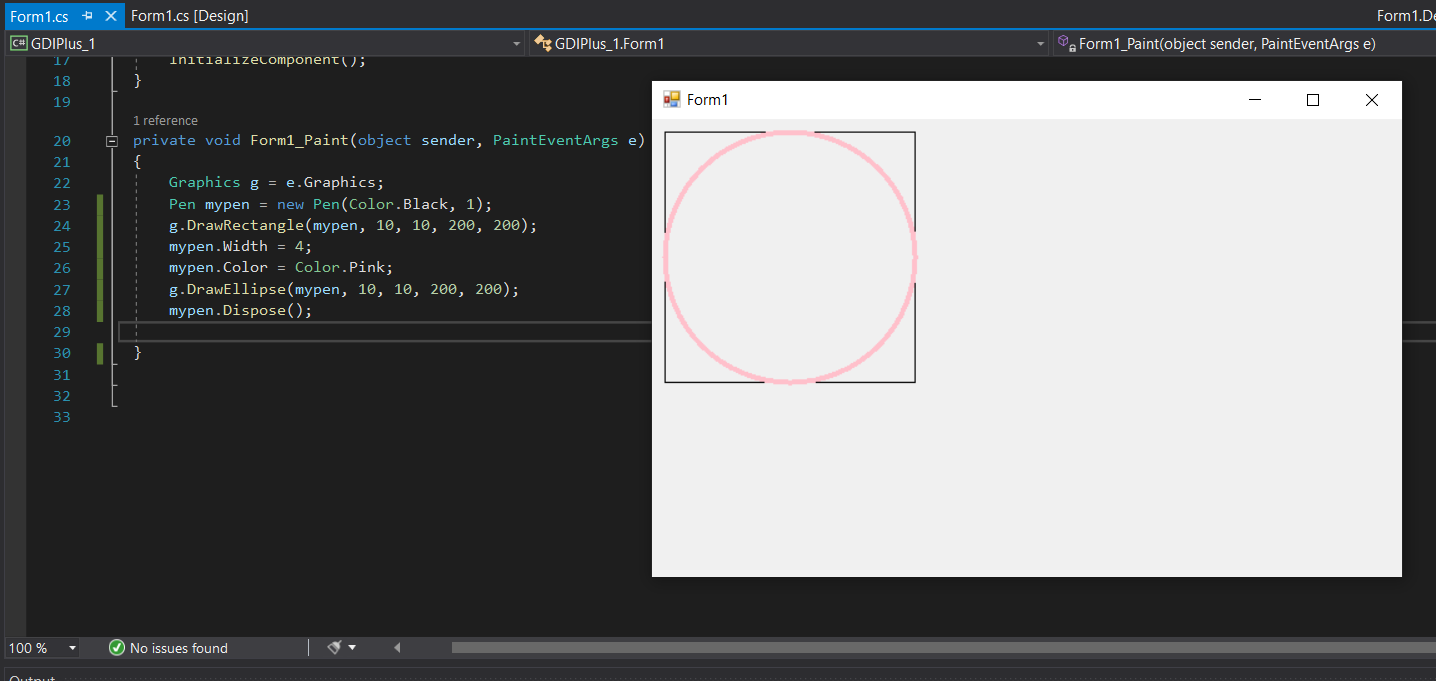 Form1.cs
Form1.cs [Design]
Form1.De
C# GDIPlus_1
GDIPlus_1.Form1
Form1_Paint(object sender, PaintEventArgs e)
17 InitializeComponent();
18 }
19
1 reference
20 private void Form1_Paint(object sender, PaintEventArgs e)
21 {
22 Graphics g = e.Graphics;
23 Pen mypen = new Pen(Color.Black, 1);
24 g.DrawRectangle(mypen, 10, 10, 200, 200);
25 mypen.Width = 4;
26 mypen.Color = Color.Pink;
27 g.DrawEllipse(mypen, 10, 10, 200, 200);
28 mypen.Dispose();
29
30 }
31
32
33
Form1
100 %
No issues found
Output